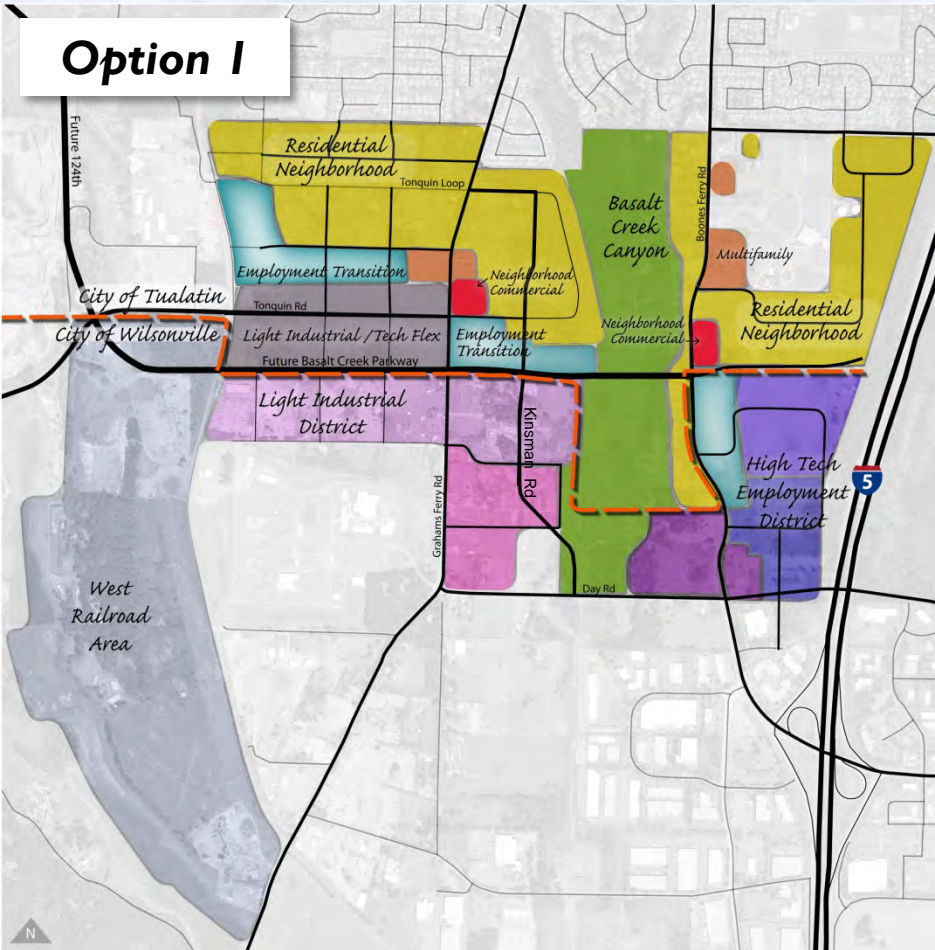 Option 1
Future 124th
Residential
Neighborhood
Tonquin Loop
Basalt
Creek
Canyon
Boones Ferry Rd
Multifamily
Employment Transition
Neighborhood
Commercial
City of Tualatin
Tonquin Rd
Residential
Neighborhood
City of Wilsonville
Light Industrial /Tech Flex
Employment
Transition
Neighborhood
Commercial
Future Basalt Creek Parkway
Light Industrial
District
Kinsman Rd
High Tech
Employment
District
5
Grahams Ferry Rd
West
Railroad
Area
Day Rd
N